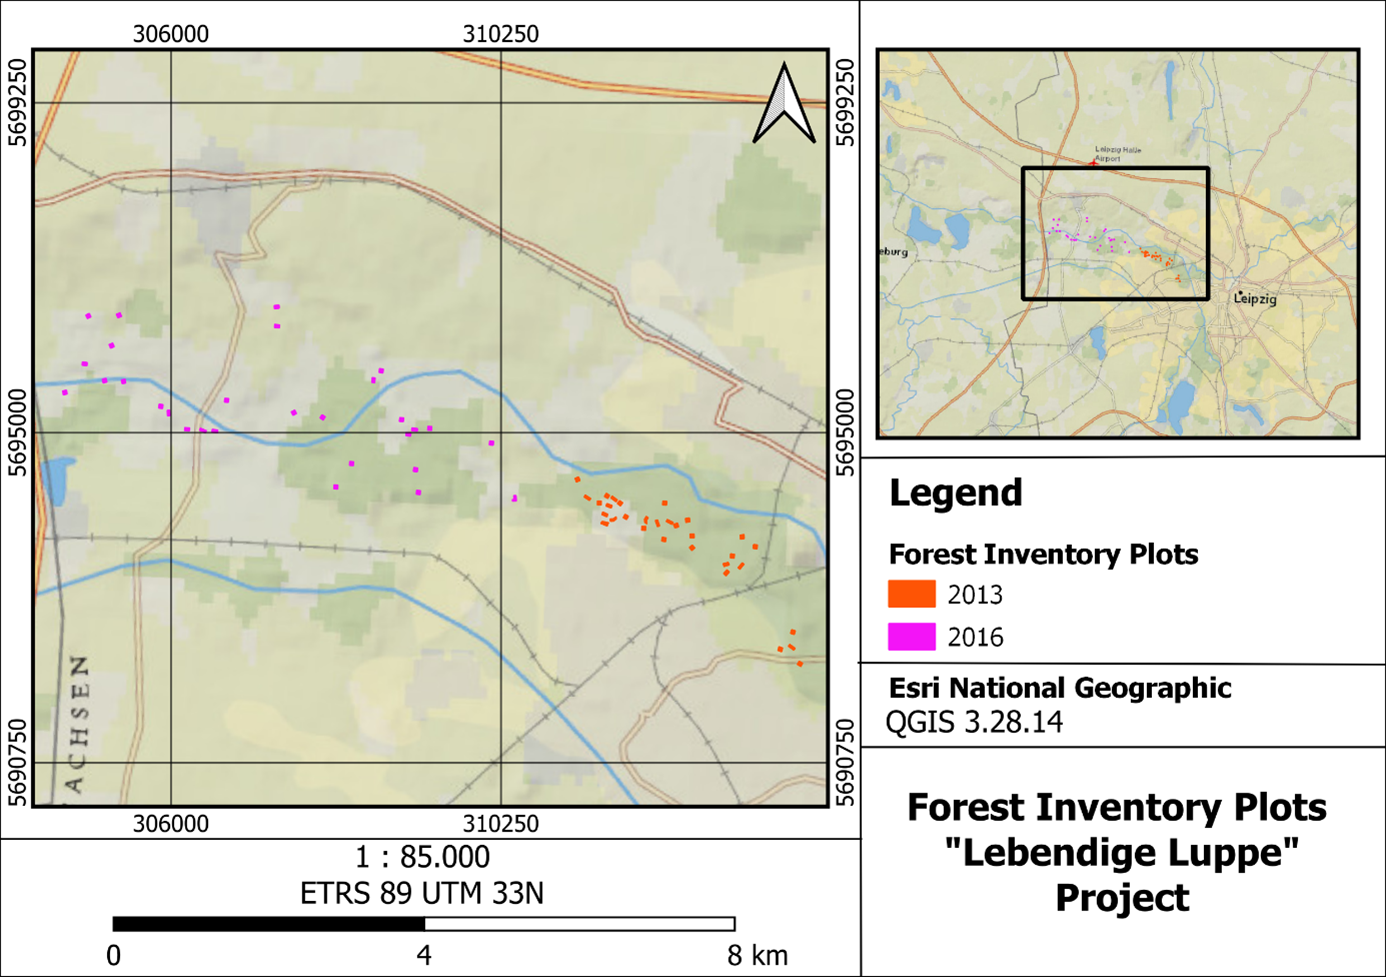 306000
310250
5699250
5699250
5695000
5695000
5690750
5690750
ACHSEN
306000
310250
1 : 85.000
ETRS 89 UTM 33N
0
4
8 km
Leipzig Halle
Airport
eburg
Leipzig
Legend
Forest Inventory Plots
2013
2016
Esri National Geographic
QGIS 3.28.14
Forest Inventory Plots
"Lebendige Luppe"
Project